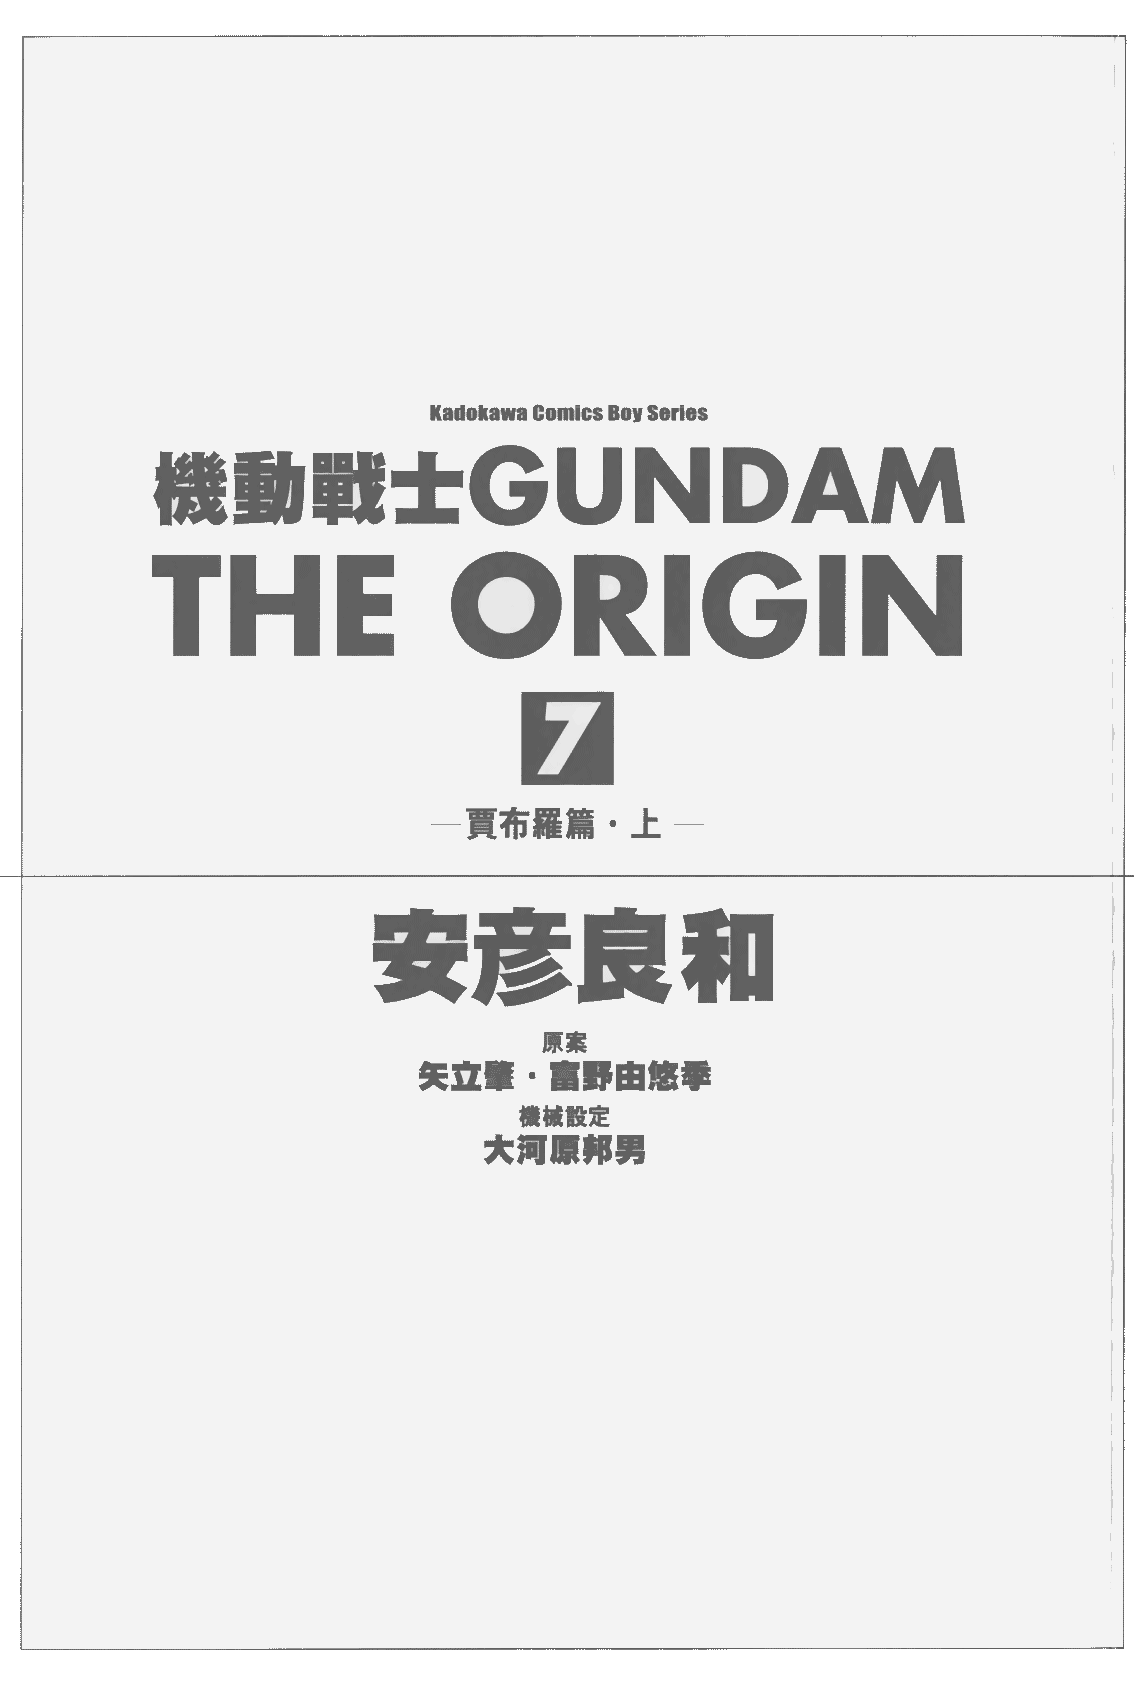 Kadokawa Comics Boy Series
機動戰士GUNDAM
THE ORIGIN
7
—賈布羅篇・上—
安彦良和
原案
矢立肇・富野由悠季
機械設定
大河原邦男